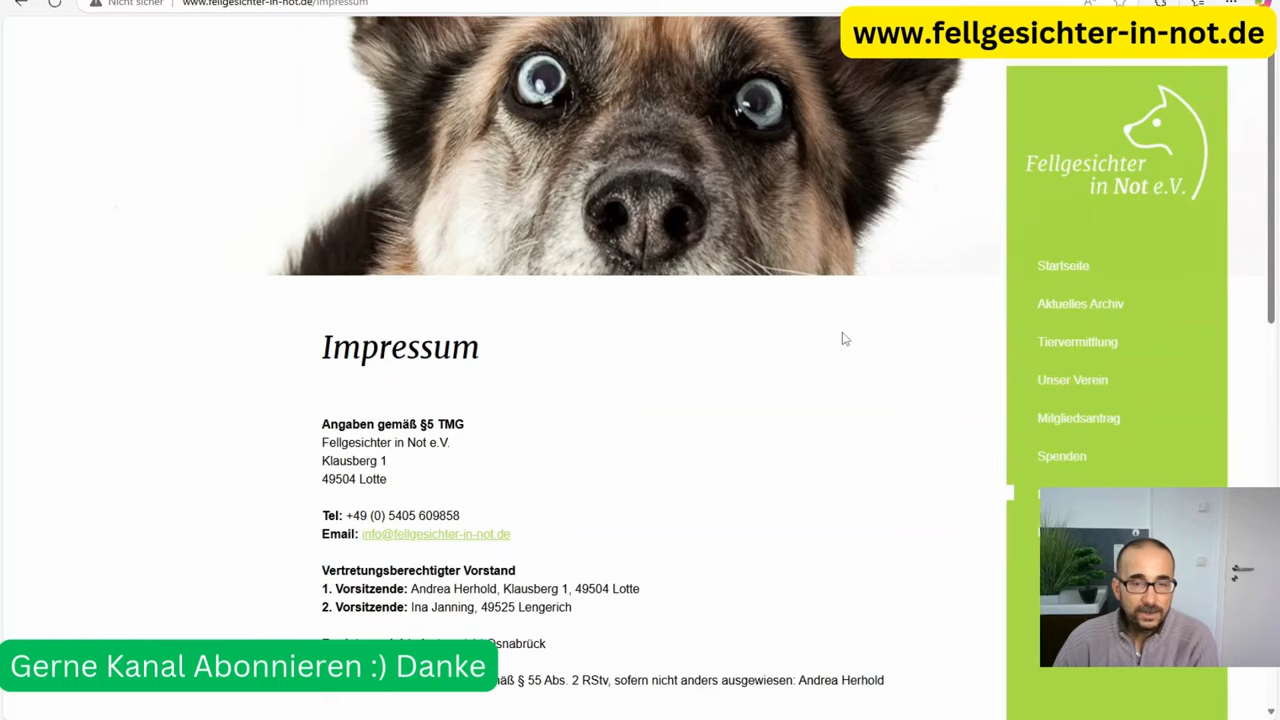 Nicht sicher
www.fellgesichter-in-not.de/impressum
www.fellgesichter-in-not.de
Fellgesichter
in Not e.V.
Startseite
Aktuelles Archiv
Tiervermittlung
Unser Verein
Mitgliedsantrag
Spenden
Impressum
Angaben gemäß §5 TMG
Fellgesichter in Not e.V.
Klausberg 1
49504 Lotte
Tel: +49 (0) 5405 609858
Email: info@fellgesichter-in-not.de
Vertretungsberechtigter Vorstand
1. Vorsitzende: Andrea Herhold, Klausberg 1, 49504 Lotte
2. Vorsitzende: Ina Janning, 49525 Lengerich
Osnabrück
§ 55 Abs. 2 RStv, sofern nicht anders ausgewiesen: Andrea Herhold
Gerne Kanal Abonnieren :) Danke